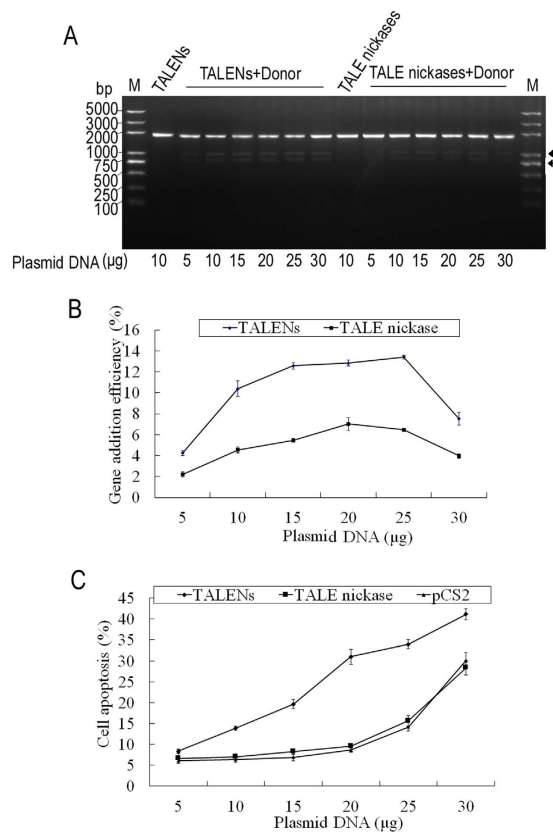 A
TALENs
TALE nickases
TALENs+Donor
TALE nickases+Donor
bp
M
M
5000
3000
2000
1000
750
500
250
100
Plasmid DNA (μg) 10 5 10 15 20 25 30 10 5 10 15 20 25 30
B
TALENs TALE nickase
Gene addition efficiency (%)
16
14
12
10
8
6
4
2
0
5 10 15 20 25 30
Plasmid DNA (μg)
C
TALENs TALE nickase pCS2
Cell apoptosis (%)
45
40
35
30
25
20
15
10
5
0
5 10 15 20 25 30
Plasmid DNA (μg)